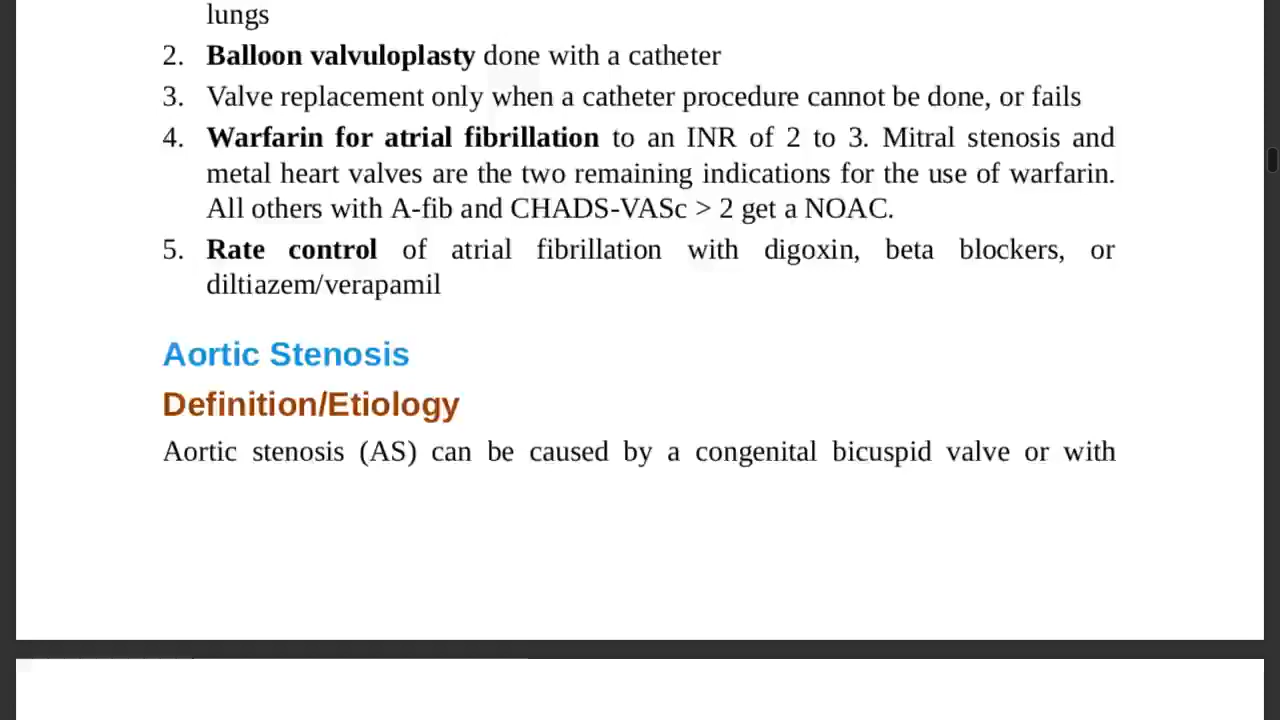 lungs
2. Balloon valvuloplasty done with a catheter
3. Valve replacement only when a catheter procedure cannot be done, or fails
4. Warfarin for atrial fibrillation to an INR of 2 to 3. Mitral stenosis and
metal heart valves are the two remaining indications for the use of warfarin.
All others with A-fib and CHADS-VASc > 2 get a NOAC.
5. Rate control of atrial fibrillation with digoxin, beta blockers, or
diltiazem/verapamil
Aortic Stenosis
Definition/Etiology
Aortic stenosis (AS) can be caused by a congenital bicuspid valve or with